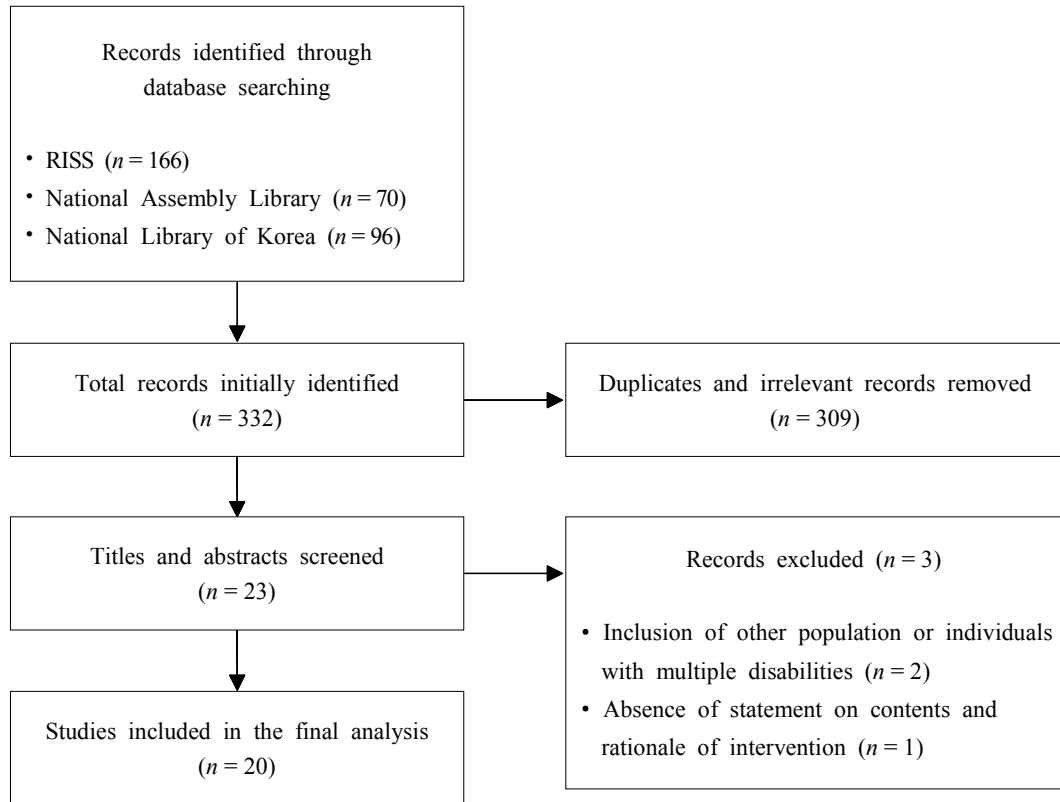 Records identified through
database searching
• RISS (n = 166)
• National Assembly Library (n = 70)
• National Library of Korea (n = 96)
Total records initially identified
(n = 332)
Duplicates and irrelevant records removed
(n = 309)
Titles and abstracts screened
(n = 23)
Records excluded (n = 3)
• Inclusion of other population or individuals
with multiple disabilities (n = 2)
• Absence of statement on contents and
rationale of intervention (n = 1)
Studies included in the final analysis
(n = 20)